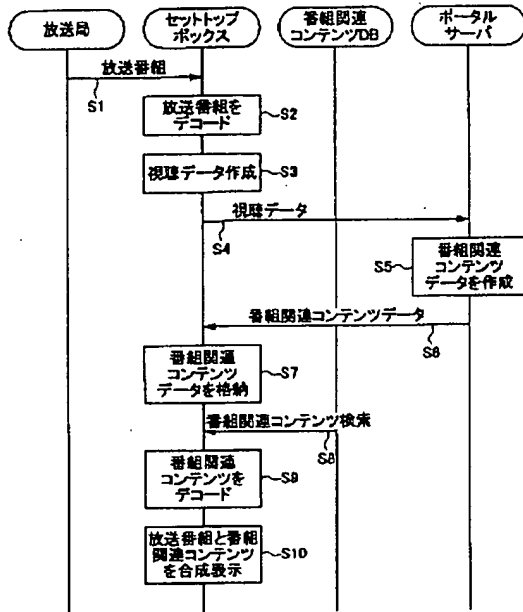 放送局
セットトップ
ボックス
番組関連
コンテンツDB
ポータル
サーバ
放送番組
S1
放送番組を
デコード
S2
視聴データ作成
S3
視聴データ
S4
番組関連
コンテンツ
データを作成
S5
番組関連コンテンツデータ
S6
番組関連
コンテンツ
データを格納
S7
番組関連コンテンツ検索
S8
番組関連
コンテンツを
デコード
S9
放送番組と番組
関連コンテンツ
を合成表示
S10